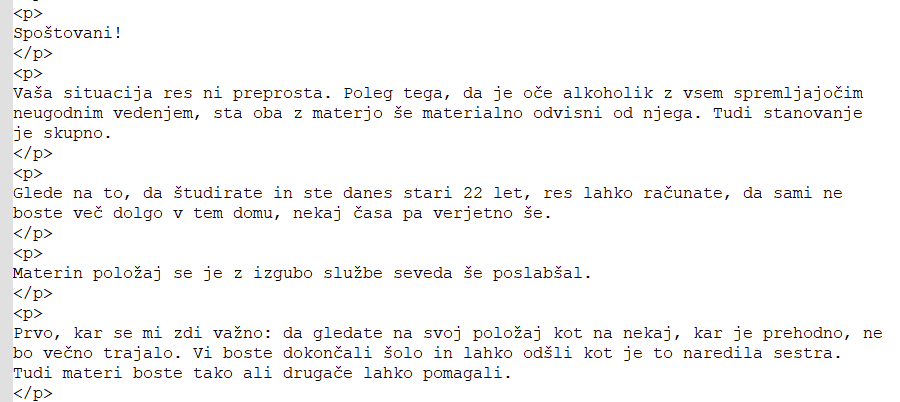 <p>
Spoštovani!
</p>
<p>
Vaša situacija res ni preprosta. Poleg tega, da je oče alkoholik z vsem spremljajočim
neugodnim vedenjem, sta oba z materjo še materialno odvisni od njega. Tudi stanovanje
je skupno.
</p>
<p>
Glede na to, da študirate in ste danes stari 22 let, res lahko računate, da sami ne
boste več dolgo v tem domu, nekaj časa pa verjetno še.
</p>
<p>
Materin položaj se je z izgubo službe seveda še poslabšal.
</p>
<p>
Prvo, kar se mi zdi važno: da gledate na svoj položaj kot na nekaj, kar je prehodno, ne
bo večno trajalo. Vi boste dokončali šolo in lahko odšli kot je to naredila sestra.
Tudi materi boste tako ali drugače lahko pomagali.
</p>